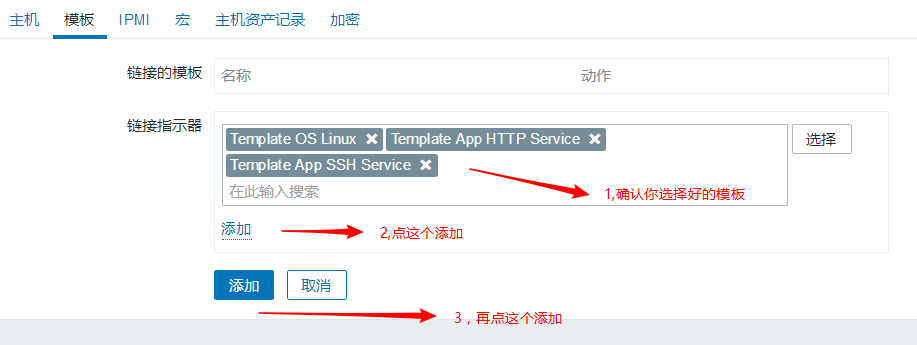 主机 模板 IPMI 宏 主机资产记录 加密
链接的模板 名称 动作
链接指示器 Template OS Linux ✖ Template App HTTP Service ✖ 选择
Template App SSH Service ✖
在此输入搜索 1,确认你选择好的模板
添加 2,点这个添加
添加 取消
3，再点这个添加